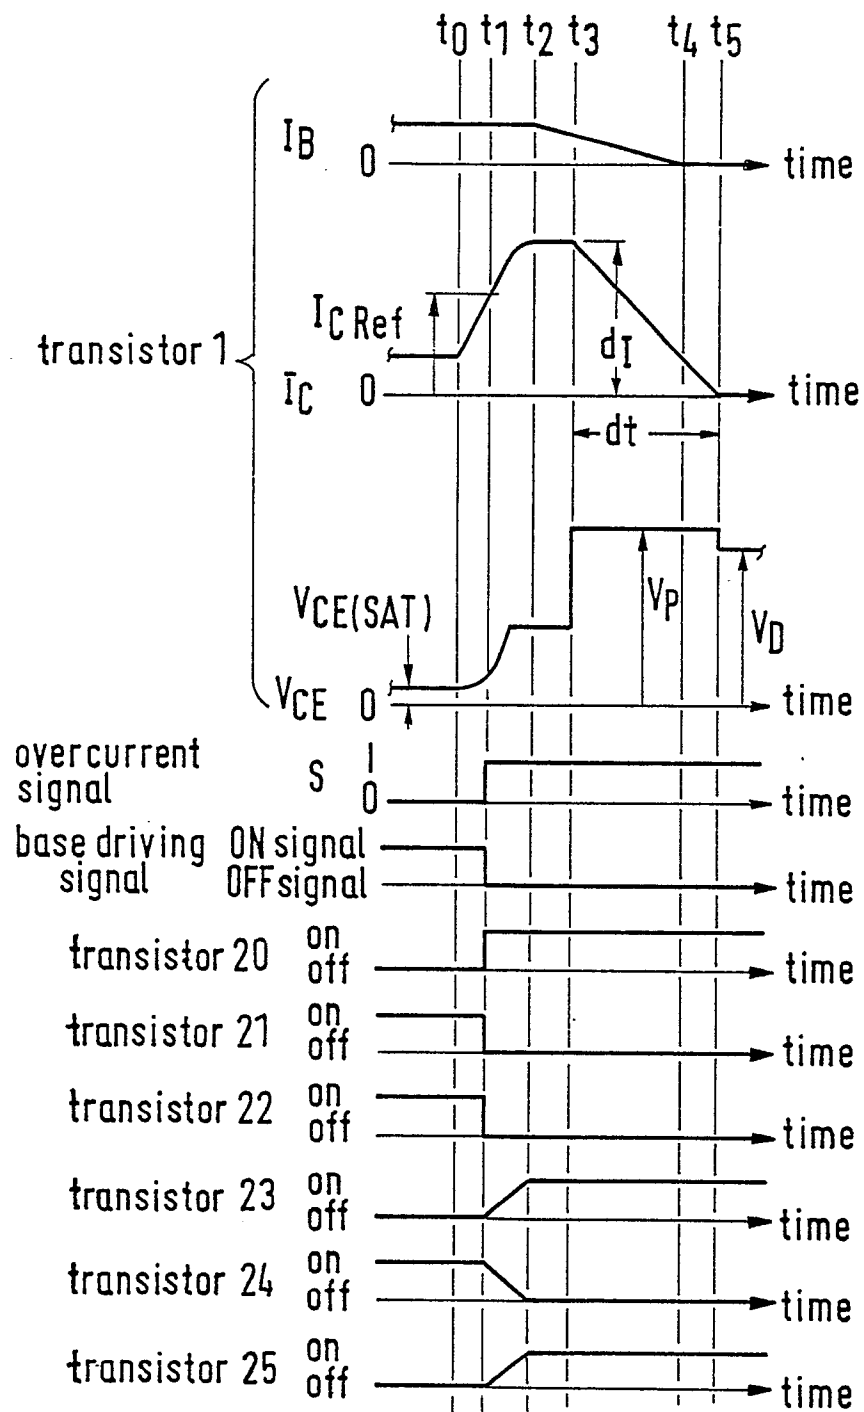 t0 t1 t2 t3 t4 t5
IB 0 time
IC Ref
transistor 1
dI
IC 0 time
dt
VCE(SAT)
VP
VD
VCE 0 time
overcurrent signal S 1 0 time
base driving signal ON signal OFF signal time
transistor 20 on off time
transistor 21 on off time
transistor 22 on off time
transistor 23 on off time
transistor 24 on off time
transistor 25 on off time